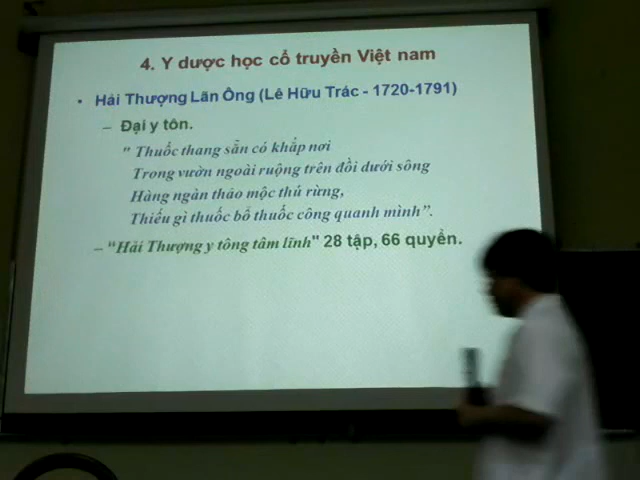 4. Y dược học cổ truyền Việt nam
• Hải Thượng Lãn Ông (Lê Hữu Trác - 1720-1791)
– Đại y tôn.
" Thuốc thang sẵn có khắp nơi
Trong vườn ngoài ruộng trên đồi dưới sông
Hàng ngàn thảo mộc thú rừng,
Thiếu gì thuốc bổ thuốc công quanh mình”.
– "Hải Thượng y tông tâm lĩnh" 28 tập, 66 quyển.